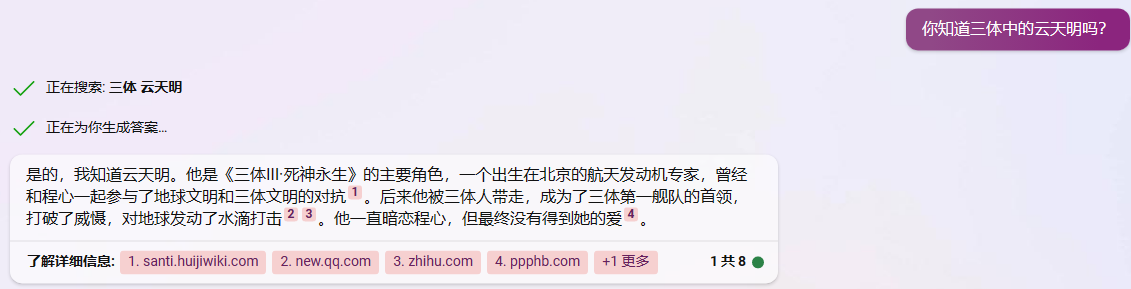 你知道三体中的云天明吗？
正在搜索: 三体 云天明
正在为你生成答案...
是的，我知道云天明。他是《三体III·死神永生》的主要角色，一个出生在北京的航天发动机专家，曾经
和程心一起参与了地球文明和三体文明的对抗 1 。后来他被三体人带走，成为了三体第一舰队的首领，
打破了威慑，对地球发动了水滴打击 2 3 。他一直暗恋程心，但最终没有得到她的爱 4 。
了解详细信息: 1. santi.huijiwiki.com 2. new.qq.com 3. zhihu.com 4. ppphb.com +1 更多 1 共 8